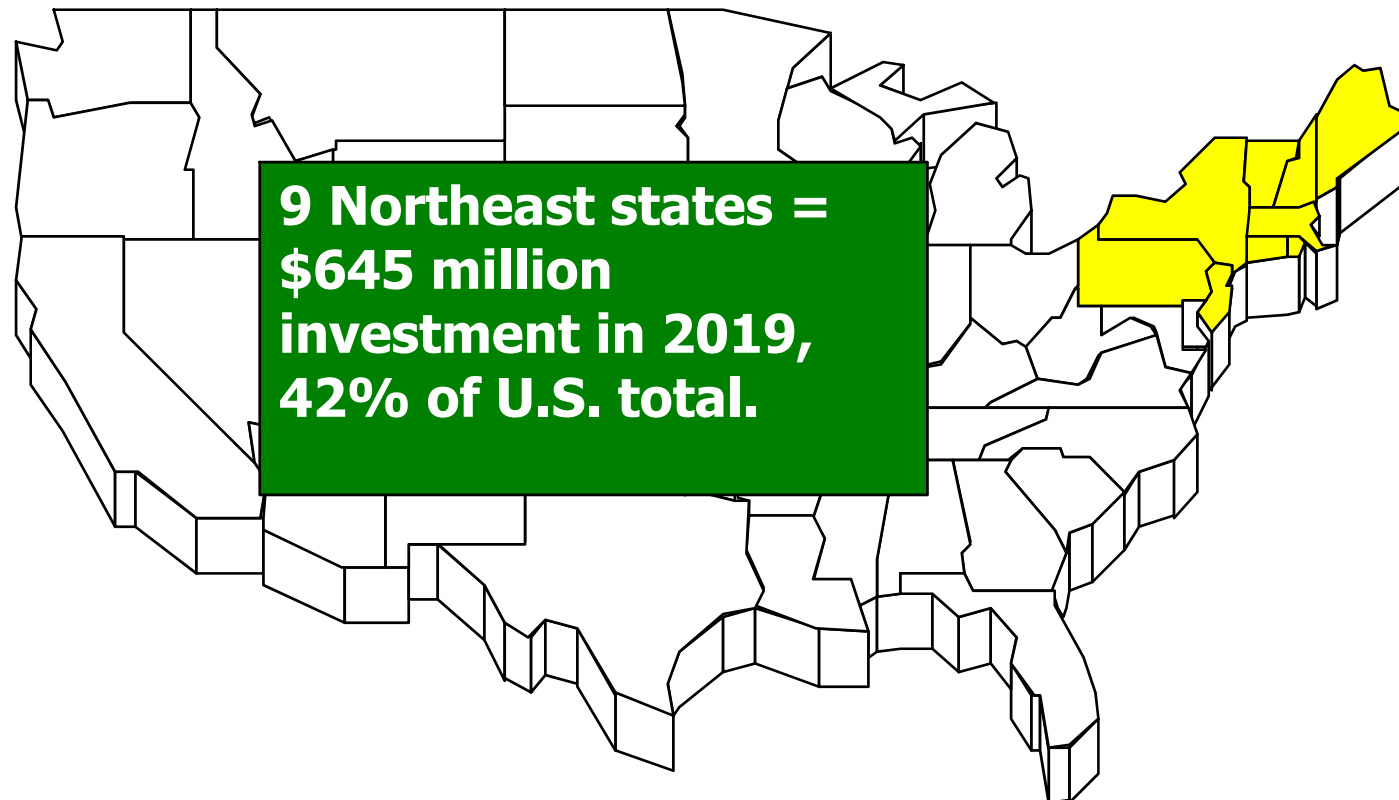 9 Northeast states =
$645 million
investment in 2019,
42% of U.S. total.